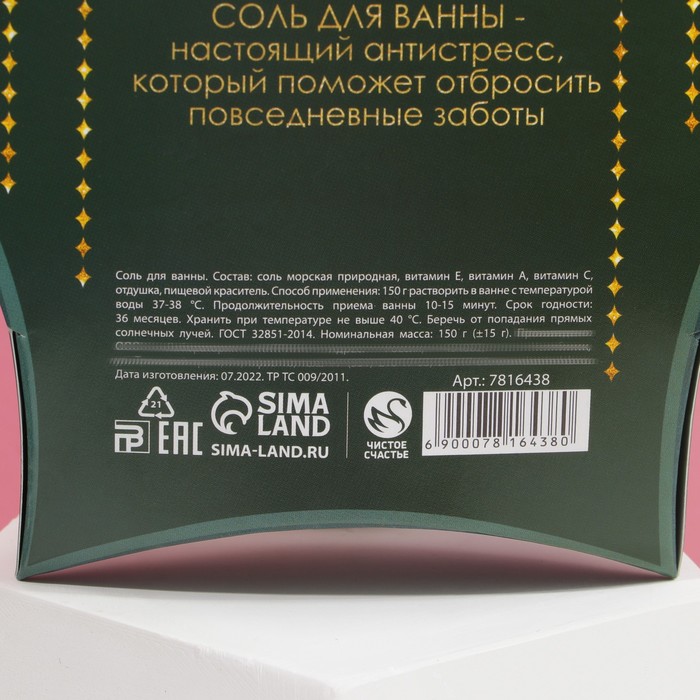 СОЛЬ ДЛЯ ВАННЫ -
НАСТОЯЩИЙ АНТИСТРЕСС,
КОТОРЫЙ ПОМОЖЕТ ОТБРОСИТЬ
ПОВСЕДНЕВНЫЕ ЗАБОТЫ
Соль для ванны. Состав: соль морская природная, витамин Е, витамин А, витамин С,
отдушка, пищевой краситель. Способ применения: 150 г растворить в ванне с температурой
воды 37-38 °С. Продолжительность приема ванны 10-15 минут. Срок годности:
36 месяцев. Хранить при температуре не выше 40 °С. Беречь от попадания прямых
солнечных лучей. ГОСТ 32851-2014. Номинальная масса: 150 г (±15 г).
Дата изготовения: 07.2022. ТР ТС 009/2011.
Арт.: 7816438
21
EAC
SIMA
LAND
SIMA-LAND.RU
ЧИСТОЕ
СЧАСТЬЕ
6 900078 164380